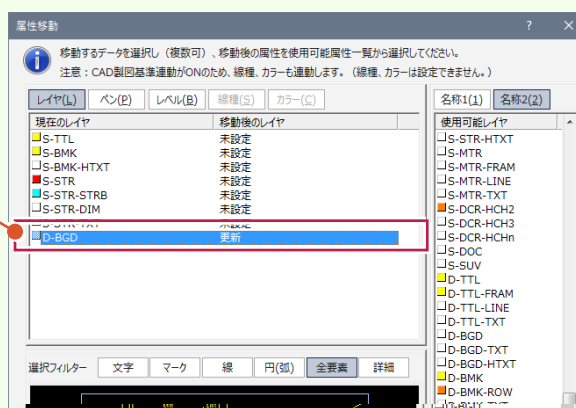 属性移動 ? ×
移動するデータを選択し（複数可）、移動後の属性を使用可能属性一覧から選択してください。
注意：CAD製図基準連動がONのため、線種、カラーも連動します。（線種、カラーは設定できません。）
レイヤ(L) ペン(P) レベル(B) 線種(S) カラー(C)
現在のレイヤ 移動後のレイヤ
S-TTL 未設定
S-BMK 未設定
S-BMK-HTXT 未設定
S-STR 未設定
S-STR-STRB 未設定
S-STR-DIM 未設定
S-STR-TXT 未設定
D-BGD 更新
選択フィルター 文字 マーク 線 円(弧) 全要素 詳細
名称1(1) 名称2(2)
使用可能レイヤ
S-STR-HTXT
S-MTR
S-MTR-FRAM
S-MTR-LINE
S-MTR-TXT
S-DCR-HCH2
S-DCR-HCH3
S-DCR-HCHn
S-DOC
S-SUV
D-TTL
D-TTL-FRAM
D-TTL-LINE
D-TTL-TXT
D-BGD
D-BGD-TXT
D-BGD-HTXT
D-BMK
D-BMK-ROW